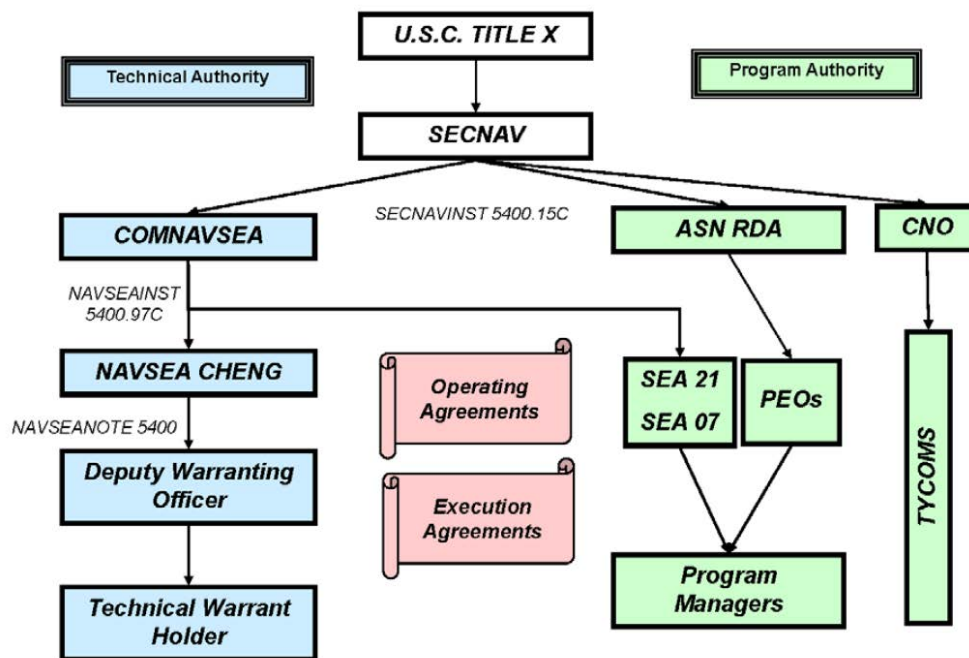 U.S.C. TITLE X
Technical Authority
Program Authority
SECNAV
SECNAVINST 5400.15C
COMNAVSEA
ASN RDA
CNO
NAVSEAINST
5400.97C
NAVSEA CHENG
Operating
Agreements
SEA 21
SEA 07
PEOs
TYCOMS
NAVSEANOTE 5400
Deputy Warranting
Officer
Execution
Agreements
Technical Warrant
Holder
Program
Managers